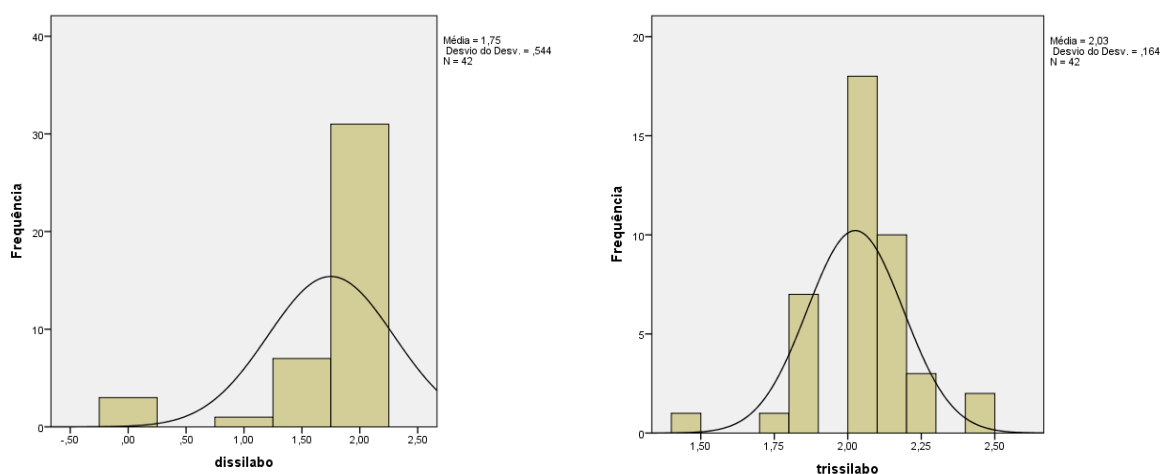 40
30
20
10
0
Frequência
-,50 ,00 ,50 1,00 1,50 2,00 2,50
dissilabo
Média = 1,75
Desvio do Desv. = ,544
N = 42
20
15
10
5
0
Frequência
1,50 1,75 2,00 2,25 2,50
trissilabo
Média = 2,03
Desvio do Desv. = ,164
N = 42